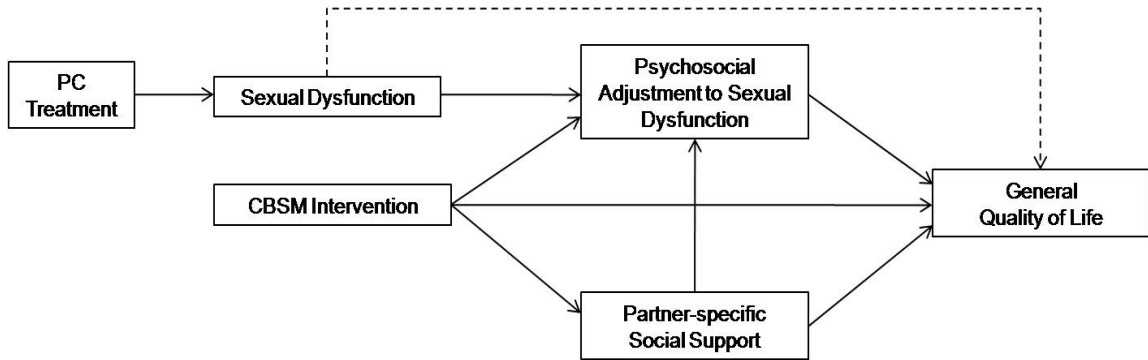 PC
Treatment
Sexual Dysfunction
Psychosocial
Adjustment to Sexual
Dysfunction
CBSM Intervention
General
Quality of Life
Partner-specific
Social Support